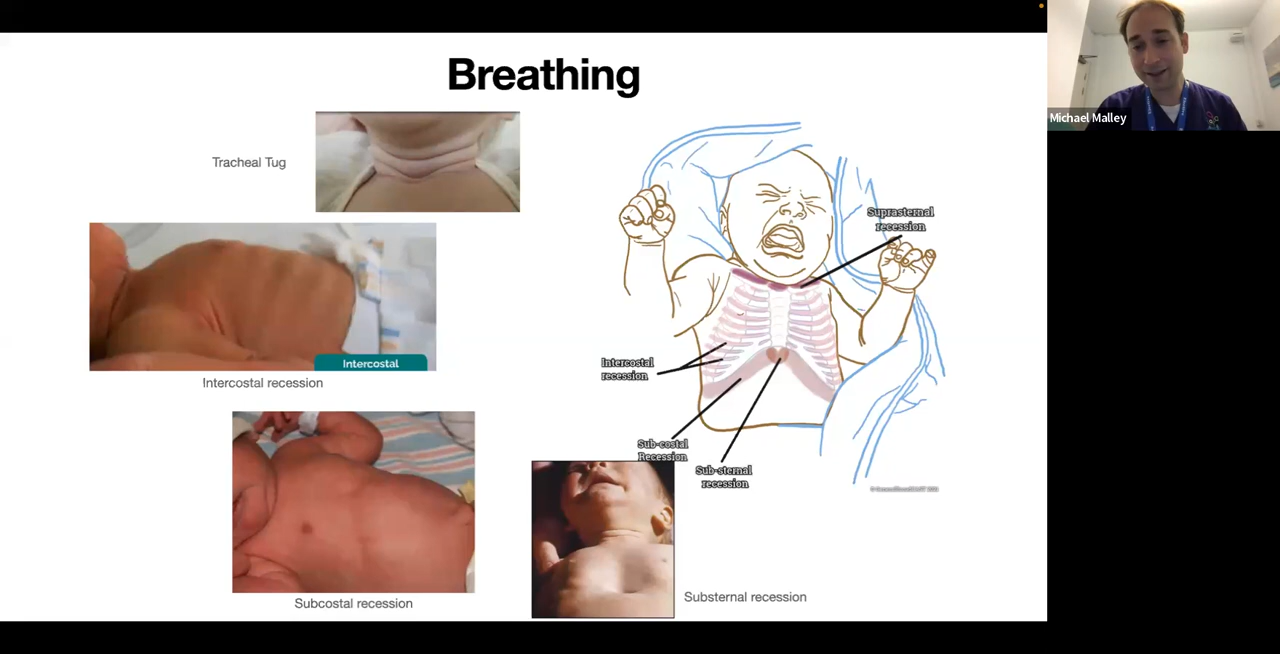 Breathing
Michael Malley
Tracheal Tug
Suprasternal
recession
Intercostal
Intercostal recession
Intercostal
recession
Sub-costal
Recession
Sub-sternal
recession
Subcostal recession
Substernal recession